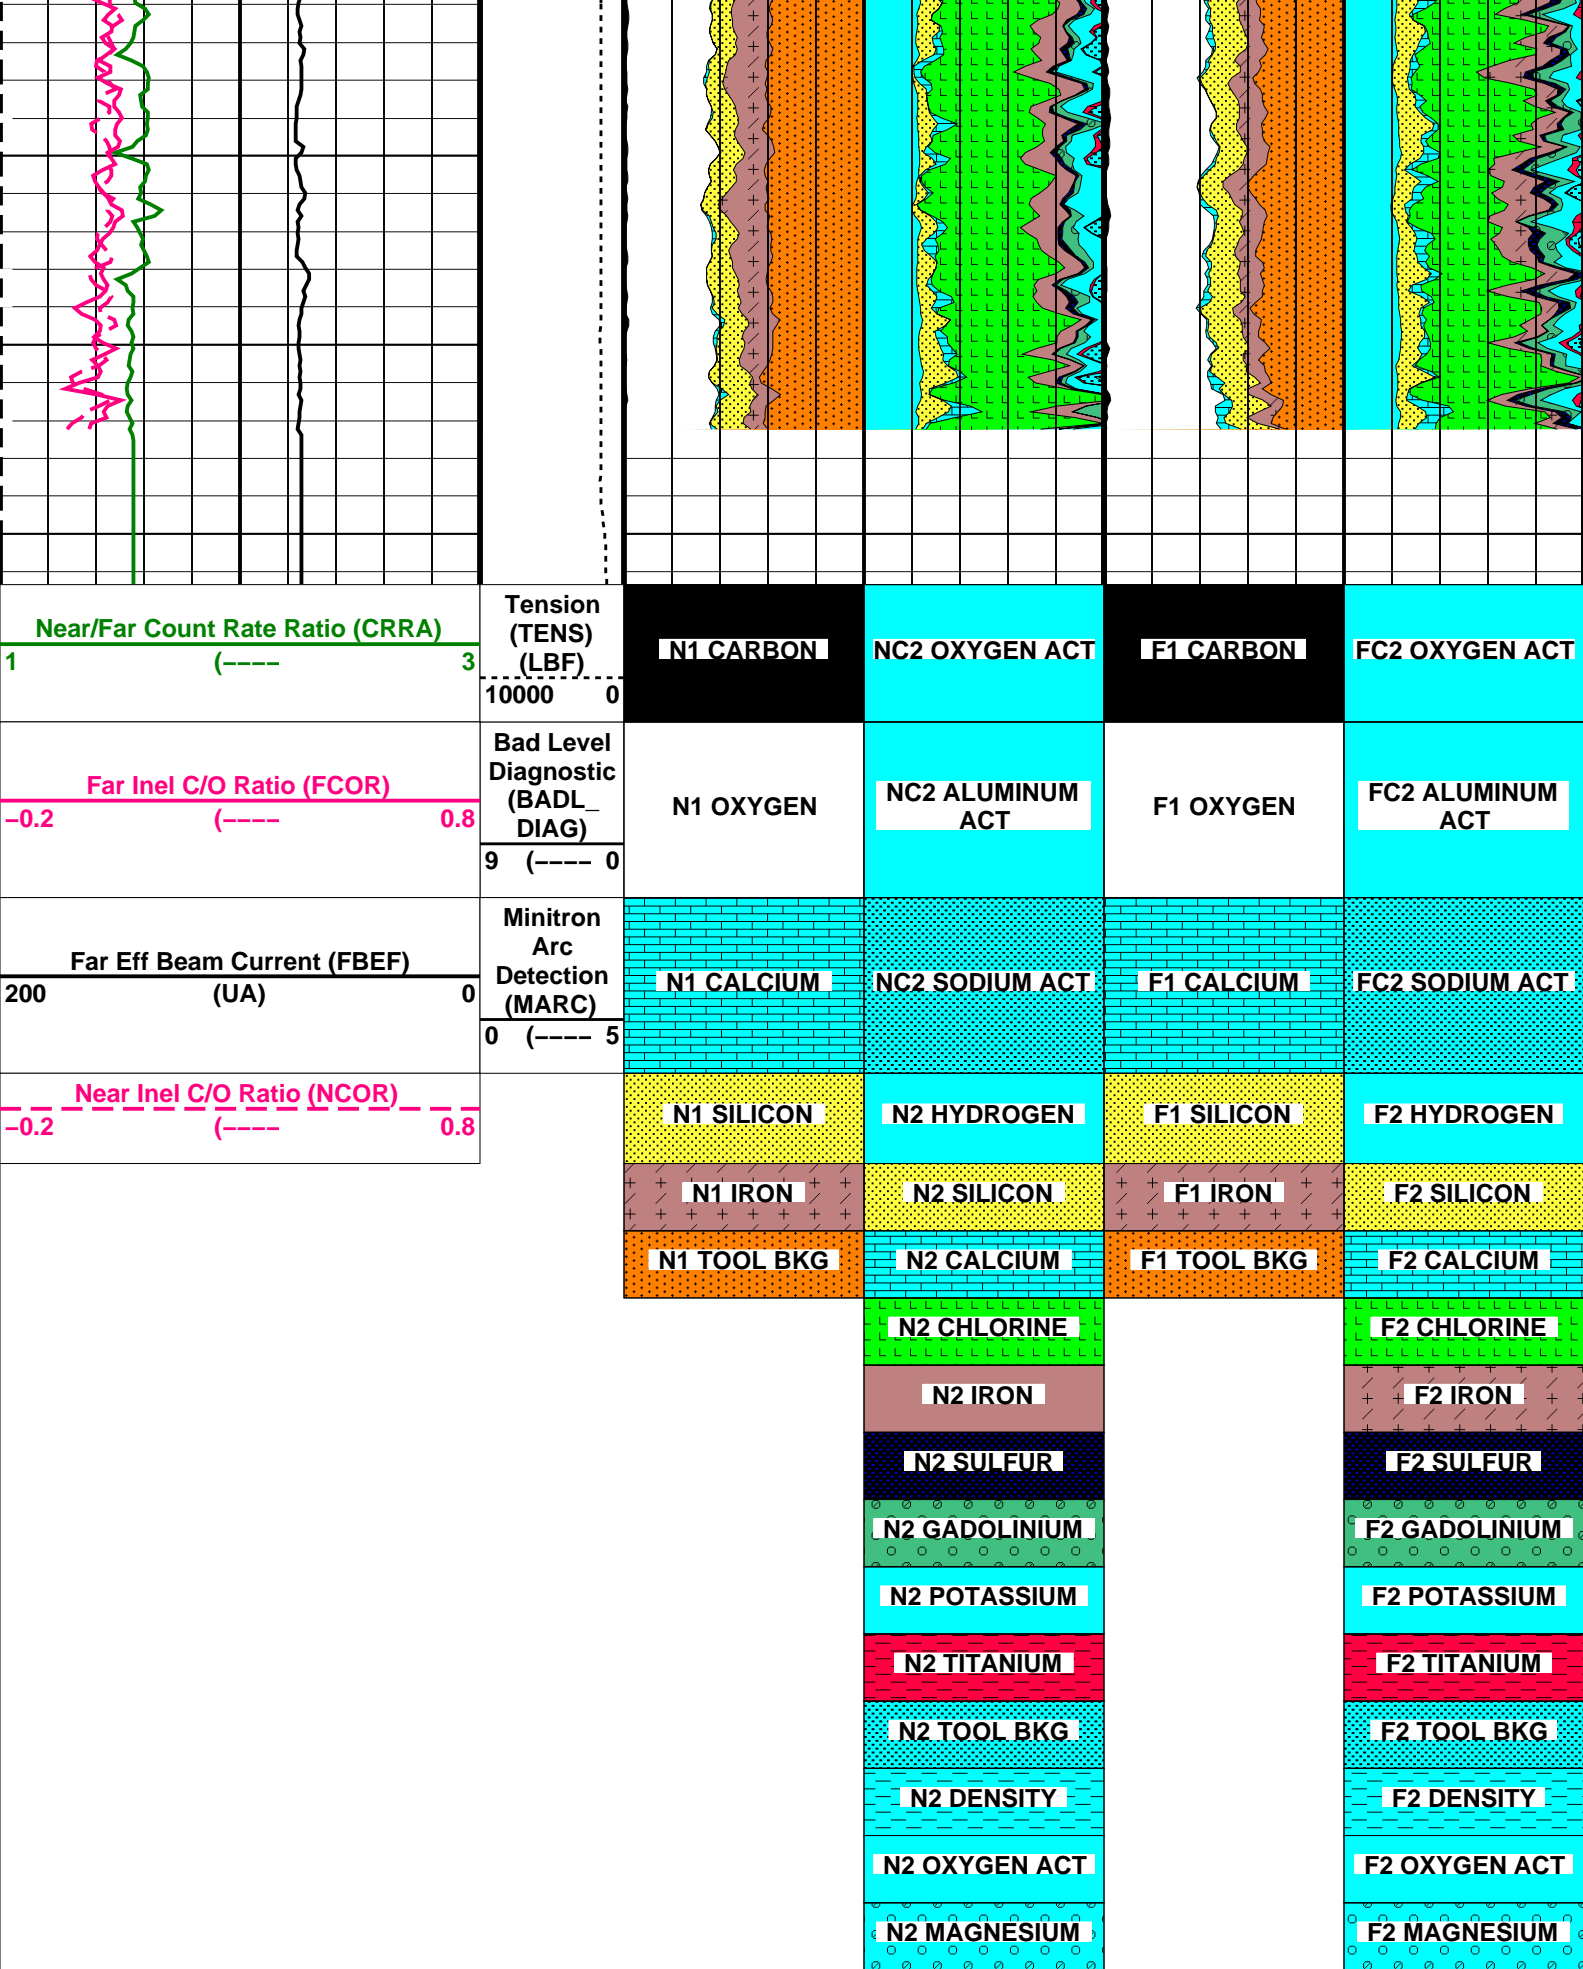 Near/Far Count Rate Ratio (CRRA)
1 (---- 3
Tension
(TENS)
(LBF)
10000 0
N1 CARBON
NC2 OXYGEN ACT
F1 CARBON
FC2 OXYGEN ACT
Far Inel C/O Ratio (FCOR)
−0.2 (---- 0.8
Bad Level
Diagnostic
(BADL_
DIAG)
9 (---- 0
N1 OXYGEN
NC2 ALUMINUM
ACT
F1 OXYGEN
FC2 ALUMINUM
ACT
Far Eff Beam Current (FBEF)
200 (UA) 0
Minitron
Arc
Detection
(MARC)
0 (---- 5
N1 CALCIUM
NC2 SODIUM ACT
F1 CALCIUM
FC2 SODIUM ACT
Near Inel C/O Ratio (NCOR)
−0.2 (---- 0.8
N1 SILICON
N2 HYDROGEN
F1 SILICON
F2 HYDROGEN
N1 IRON
N2 SILICON
F1 IRON
F2 SILICON
N1 TOOL BKG
N2 CALCIUM
F1 TOOL BKG
F2 CALCIUM
N2 CHLORINE
F2 CHLORINE
N2 IRON
F2 IRON
N2 SULFUR
F2 SULFUR
N2 GADOLINIUM
F2 GADOLINIUM
N2 POTASSIUM
F2 POTASSIUM
N2 TITANIUM
F2 TITANIUM
N2 TOOL BKG
F2 TOOL BKG
N2 DENSITY
F2 DENSITY
N2 OXYGEN ACT
F2 OXYGEN ACT
N2 MAGNESIUM
F2 MAGNESIUM